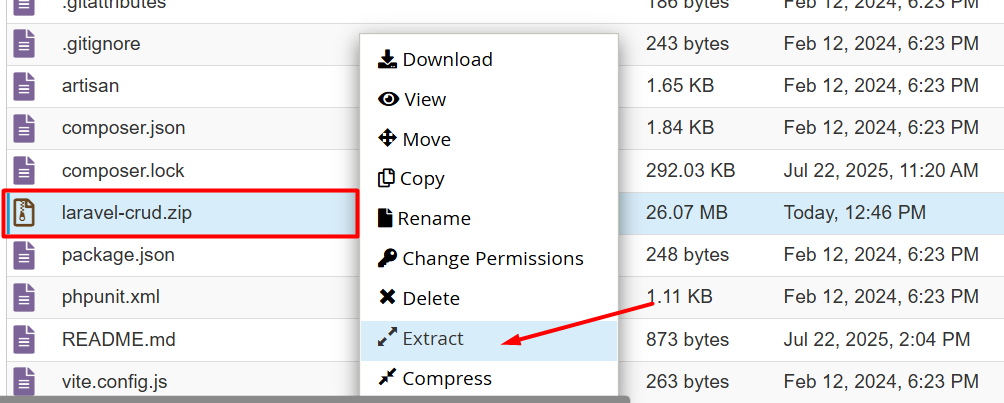 .gitattributes 186 bytes Feb 12, 2024, 6:23 PM
.gitignore 243 bytes Feb 12, 2024, 6:23 PM
Download
artisan 1.65 KB Feb 12, 2024, 6:23 PM
View
composer.json 1.84 KB Feb 12, 2024, 6:23 PM
Move
composer.lock 292.03 KB Jul 22, 2025, 11:20 AM
Copy
laravel-crud.zip 26.07 MB Today, 12:46 PM
Rename
package.json 248 bytes Feb 12, 2024, 6:23 PM
Change Permissions
phpunit.xml 1.11 KB Feb 12, 2024, 6:23 PM
Delete
README.md 873 bytes Jul 22, 2025, 2:04 PM
Extract
vite.config.js 263 bytes Feb 12, 2024, 6:23 PM
Compress